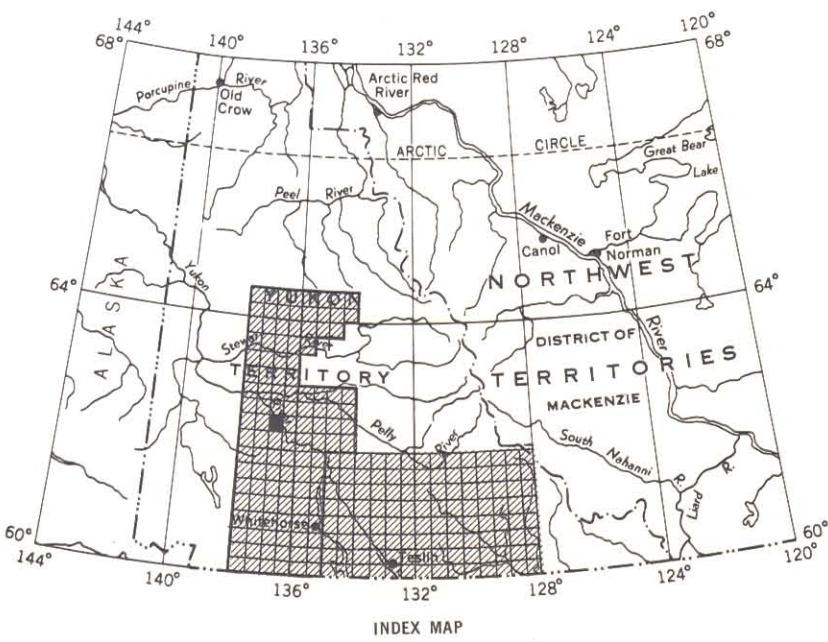 144° 140° 136° 132° 128° 124° 120°
68° 68°
Porcupine River
Old
Crow
Arctic Red
River
ARCTIC CIRCLE
Great Bear
Lake
Peel River
Mackenzie
Canol
Fort
Norman
Yukon
64° 64°
NORTHWEST
YUKON
ALASKA
Stewart River
DISTRICT OF
River
TERRITORY
TERRITORIES
MACKENZIE
Pelly
River
South
Nahanni
R.
Liard
R.
Whitehorse
Teslin
60° 60°
144° 140° 136° 132° 128° 124° 120°
INDEX MAP